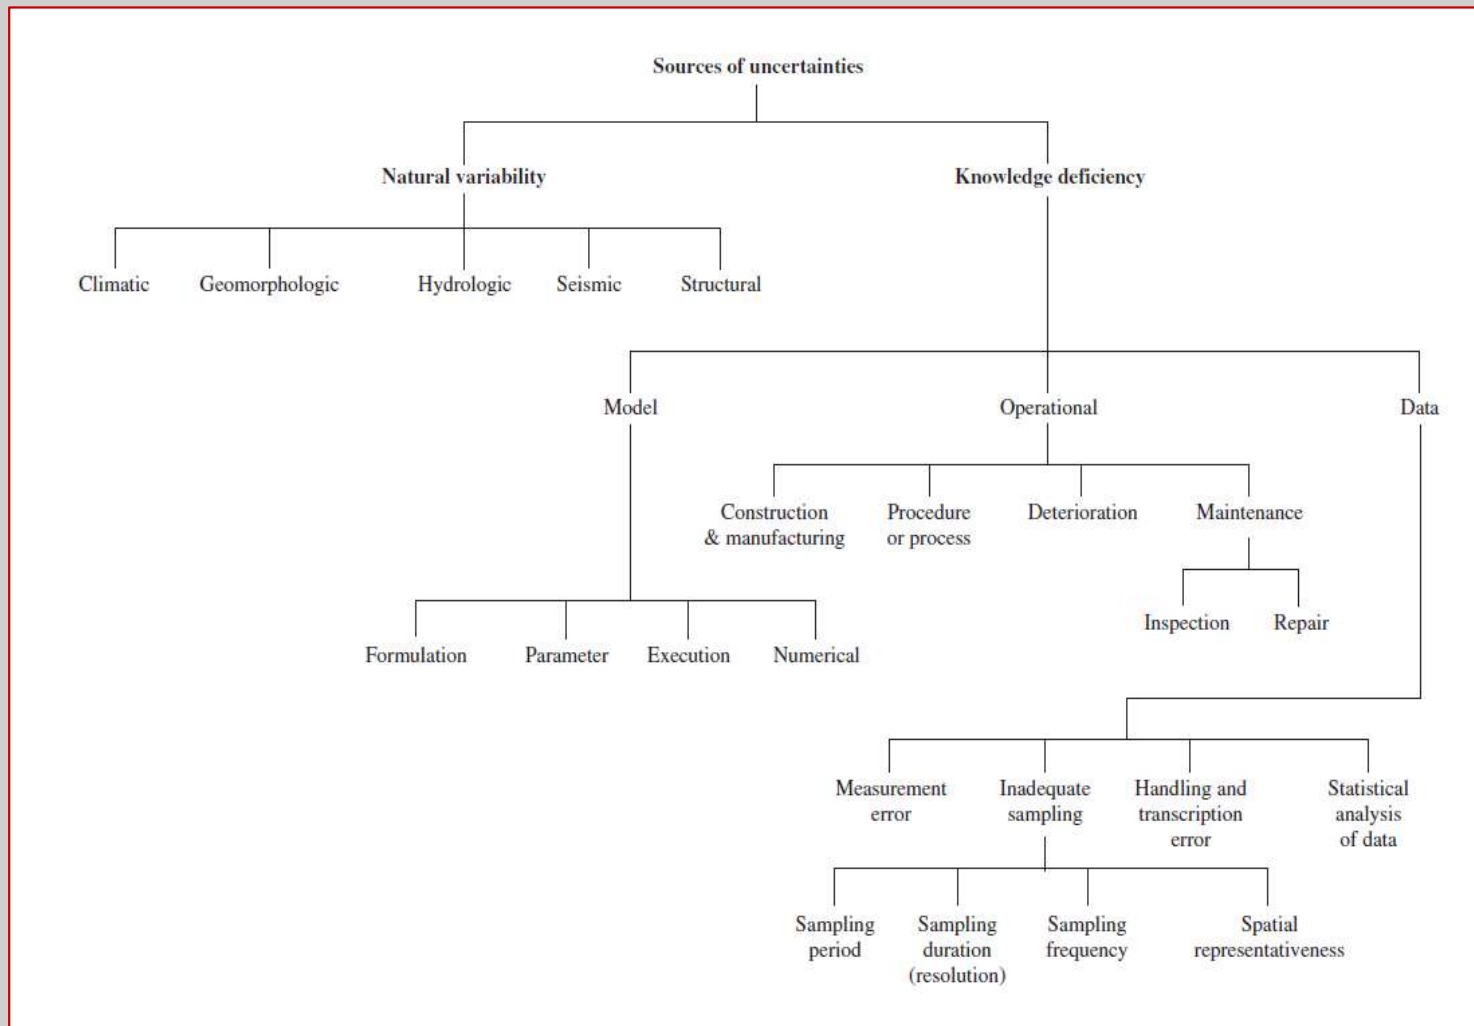 Sources of uncertainties
Natural variability
Knowledge deficiency
Climatic
Geomorphologic
Hydrologic
Seismic
Structural
Model
Operational
Data
Construction
& manufacturing
Procedure
or process
Deterioration
Maintenance
Inspection
Repair
Formulation
Parameter
Execution
Numerical
Measurement
error
Inadequate
sampling
Handling and
transcription
error
Statistical
analysis
of data
Sampling
period
Sampling
duration
(resolution)
Sampling
frequency
Spatial
representativeness